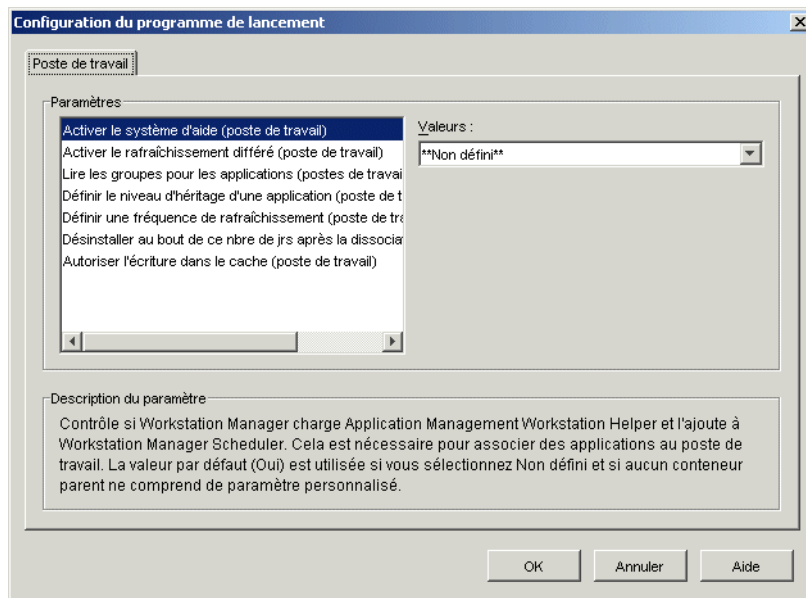 Configuration du programme de lancement
Poste de travail
Paramètres
Activer le système d'aide (poste de travail)
Activer le rafraîchissement différé (poste de travail)
Lire les groupes pour les applications (postes de travai
Définir le niveau d'héritage d'une application (poste de t
Définir une fréquence de rafraîchissement (poste de tra
Désinstaller au bout de ce nbre de jrs après la dissocia
Autoriser l'écriture dans le cache (poste de travail)
Valeurs :
**Non défini**
Description du paramètre
Contrôle si Workstation Manager charge Application Management Workstation Helper et l'ajoute à
Workstation Manager Scheduler. Cela est nécessaire pour associer des applications au poste de
travail. La valeur par défaut (Oui) est utilisée si vous sélectionnez Non défini et si aucun conteneur
parent ne comprend de paramètre personnalisé.
OK
Annuler
Aide